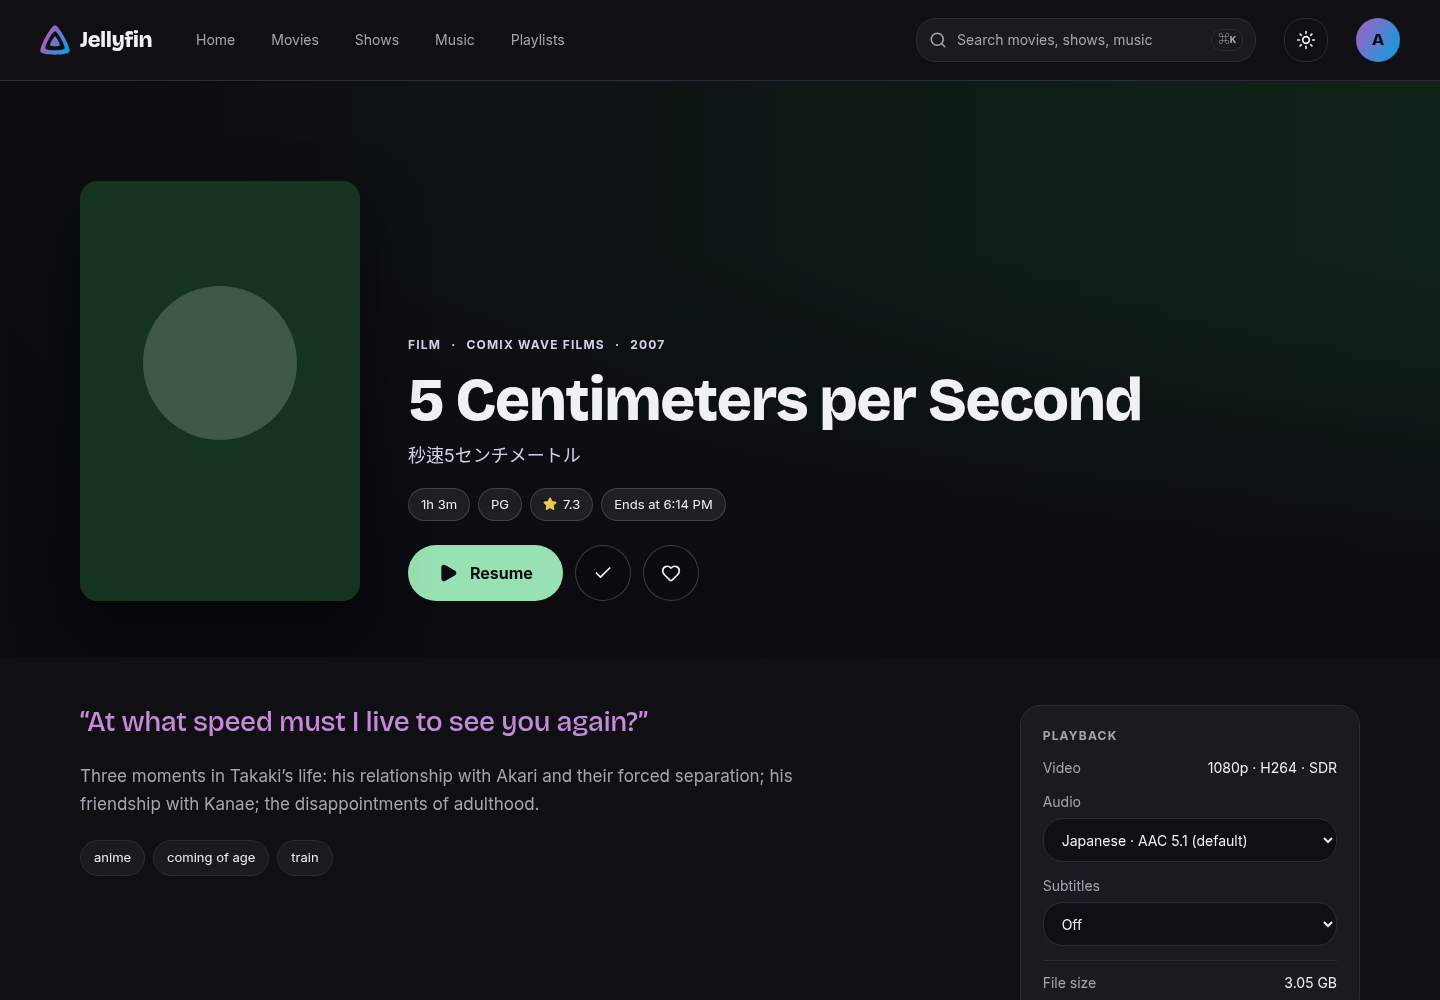 Jellyfin
Home
Movies
Shows
Music
Playlists
Search movies, shows, music
⌘K
A
FILM · COMIX WAVE FILMS · 2007
5 Centimeters per Second
秒速5センチメートル
1h 3m
PG
7.3
Ends at 6:14 PM
Resume
“At what speed must I live to see you again?”
Three moments in Takaki’s life: his relationship with Akari and their forced separation; his
friendship with Kanae; the disappointments of adulthood.
anime
coming of age
train
PLAYBACK
Video
1080p · H264 · SDR
Audio
Japanese · AAC 5.1 (default)
Subtitles
Off
File size
3.05 GB